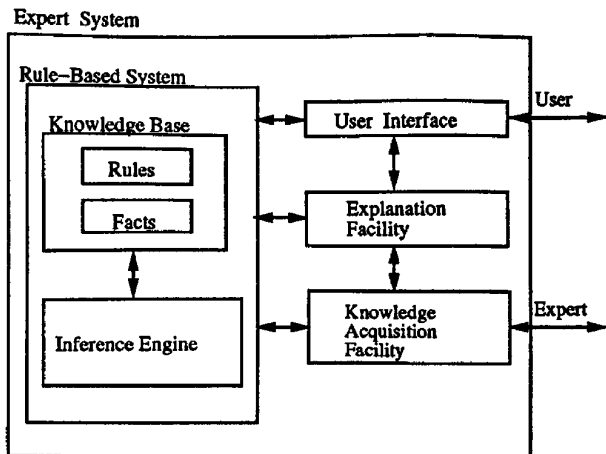 Expert System
Rule-Based System
Knowledge Base
Rules
Facts
Inference Engine
User Interface
Explanation
Facility
Knowledge
Acquisition
Facility
User
Expert